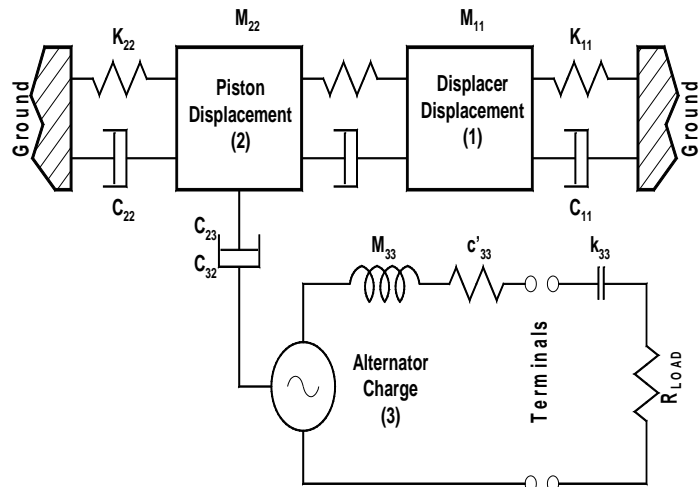 M22
M11
K22
K11
Ground
Piston
Displacement
(2)
Displacer
Displacement
(1)
Ground
C22
C11
C23
C32
M33
c'33
k33
Terminals
Alternator
Charge
(3)
RLOAD